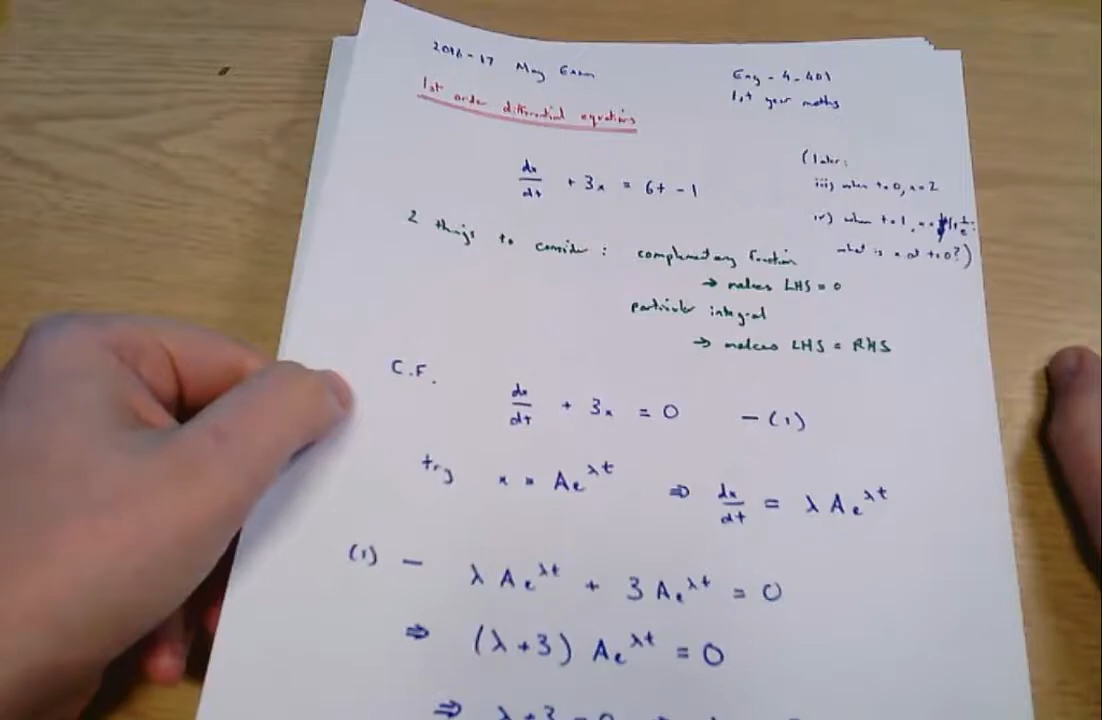 2016-17 May Exam
Eng-4-401
1st year maths
1st order differential equations
(later:
dx/dt + 3x = 6t - 1
iii) when t=0, x=2
iv) when t=1,
what is x at t=0?)
2 things to consider: complementary function
→ makes LHS = 0
particular integral
→ makes LHS = RHS
C.F.
dx/dt + 3x = 0 - (1)
try x = Ae^λt ⇒ dx/dt = λAe^λt
(1) - λAe^λt + 3Ae^λt = 0
⇒ (λ+3) Ae^λt = 0
⇒ λ+3 = 0